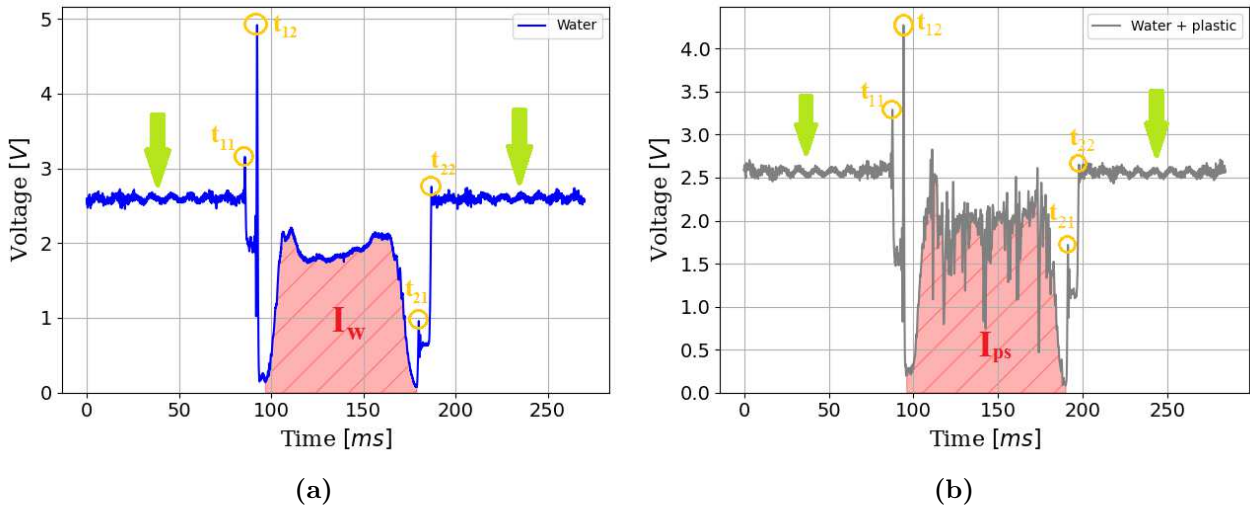 5
4
3
2
1
0
Voltage [V]
0
50
100
150
200
250
Time [ms]
Water
t11
t12
t21
t22
Iw
(a)
4.0
3.5
3.0
2.5
2.0
1.5
1.0
0.5
0.0
Voltage [V]
0
50
100
150
200
250
Time [ms]
Water + plastic
t11
t12
t21
t22
Ips
(b)